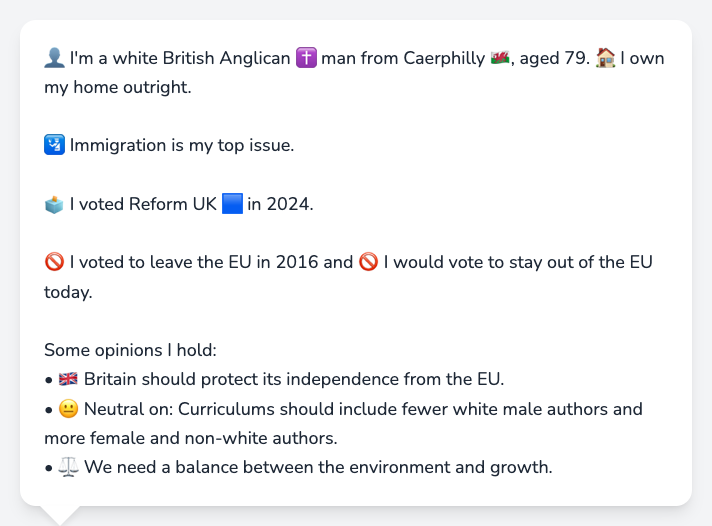 👤 I'm a white British Anglican ✝️ man from Caerphilly 🏴󠁧󠁢󠁷󠁬󠁳󠁿, aged 79. 🏠 I own
my home outright.
🛂 Immigration is my top issue.
🗳️ I voted Reform UK 🟦 in 2024.
🚫 I voted to leave the EU in 2016 and 🚫 I would vote to stay out of the EU
today.
Some opinions I hold:
• 🇬🇧 Britain should protect its independence from the EU.
• 😐 Neutral on: Curriculums should include fewer white male authors and
more female and non-white authors.
• ⚖️ We need a balance between the environment and growth.